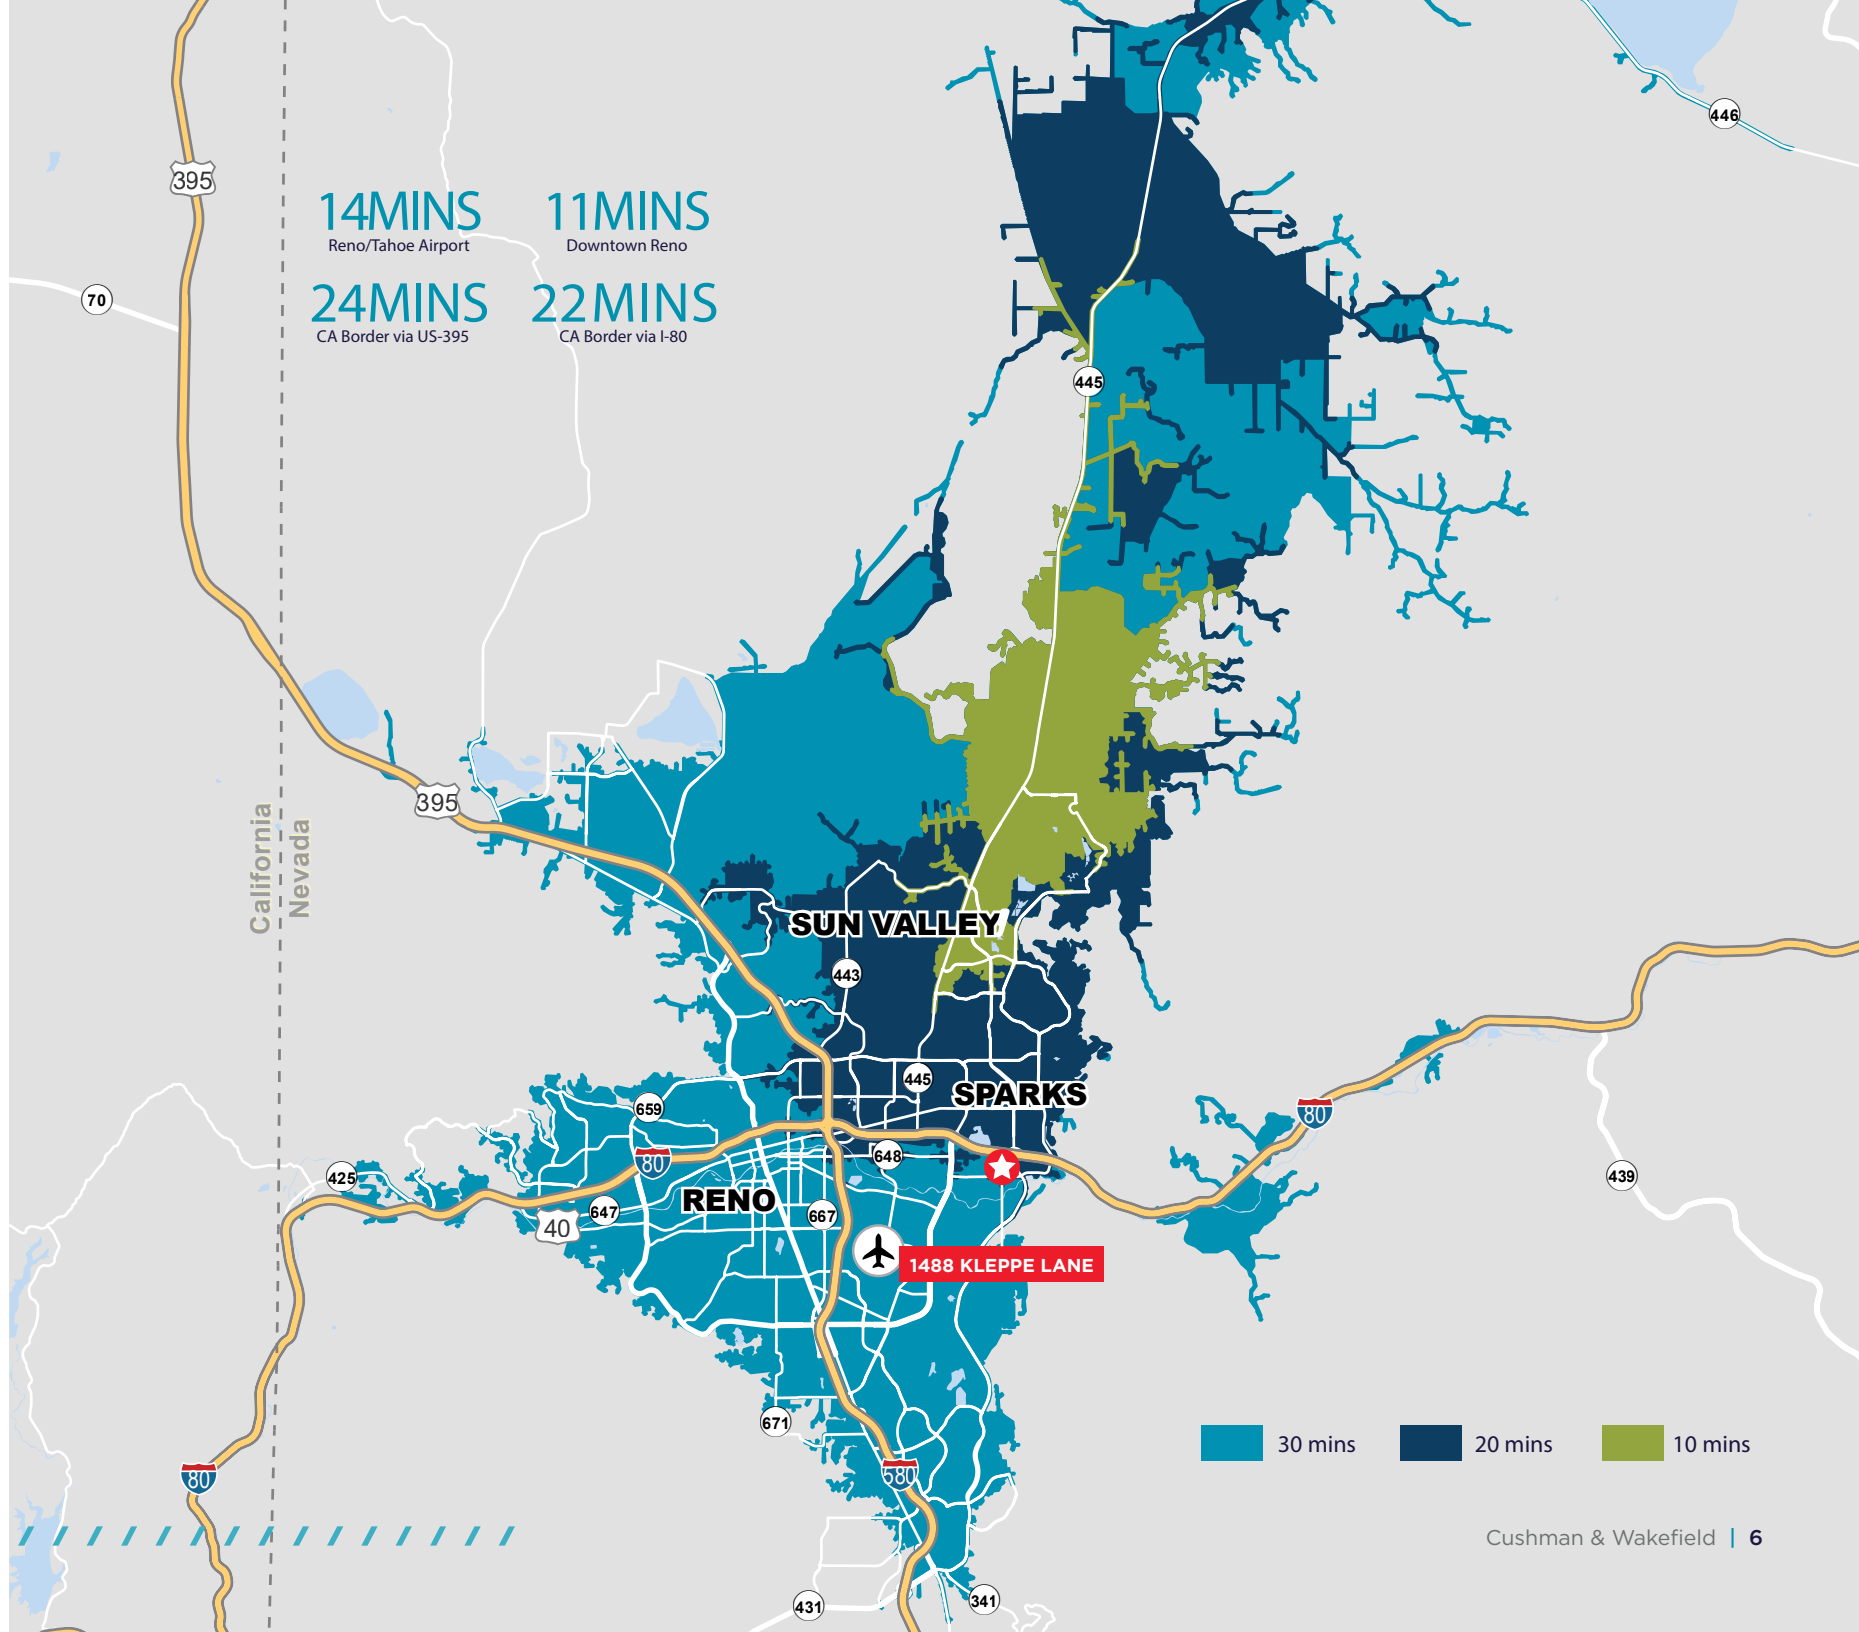 446
395
14MINS
Reno/Tahoe Airport
11MINS
Downtown Reno
24MINS
CA Border via US-395
22MINS
CA Border via I-80
70
445
395
California
Nevada
SUN VALLEY
443
445
SPARKS
659
80
80
648
425
439
RENO
647
667
40
1488 KLEPPE LANE
671
30 mins
20 mins
10 mins
580
80
Cushman & Wakefield | 6
431
341